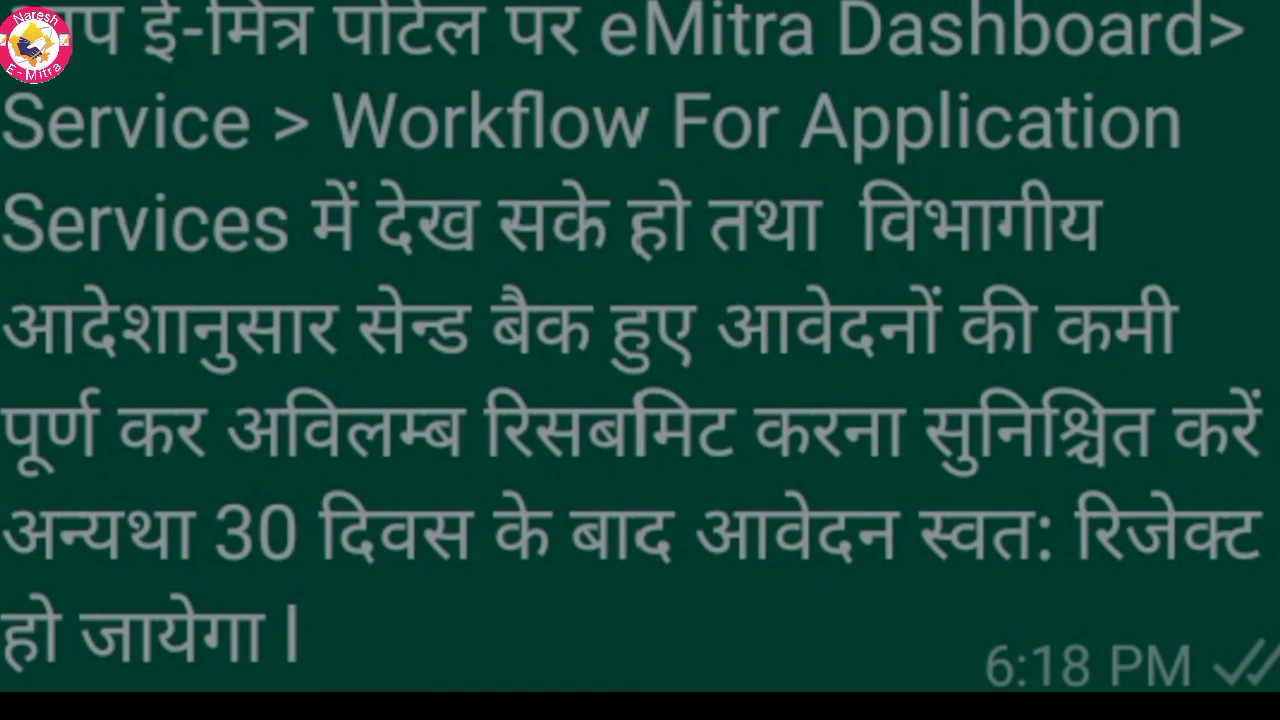 Naresh
E-Mitra
प ई-मित्र पोर्टल पर eMitra Dashboard>
Service > Workflow For Application
Services में देख सके हो तथा विभागीय
आदेशानुसार सेन्ड बैक हुए आवेदनों की कमी
पूर्ण कर अविलम्ब रिसबमिट करना सुनिश्चित करें
अन्यथा 30 दिवस के बाद आवेदन स्वत: रिजेक्ट
हो जायेगा l
6:18 PM